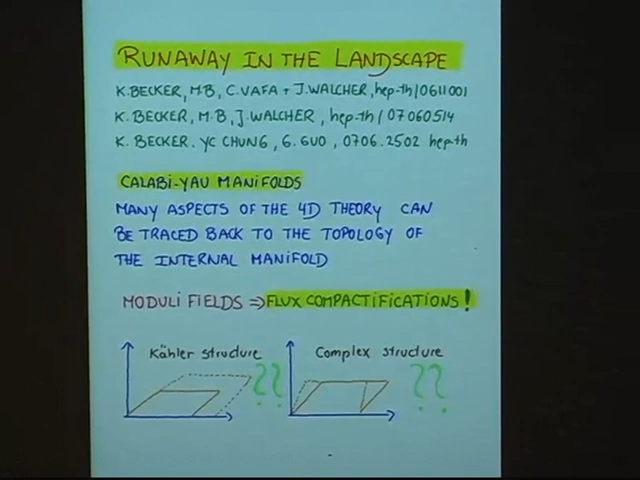 RUNAWAY IN THE LANDSCAPE
K.BECKER, M.B, C.VAFA + J.WALCHER, hep-th/0611001
K. BECKER, M.B, J.WALCHER, hep-th/07060514
K. BECKER. YC CHUNG, G. GUO, 0706.2502 hep-th
CALABI-YAU MANIFOLDS
MANY ASPECTS OF THE 4D THEORY CAN
BE TRACED BACK TO THE TOPOLOGY OF
THE INTERNAL MANIFOLD
MODULI FIELDS ⇒ FLUX COMPACTIFICATIONS!
Kähler structure ??
Complex structure ??